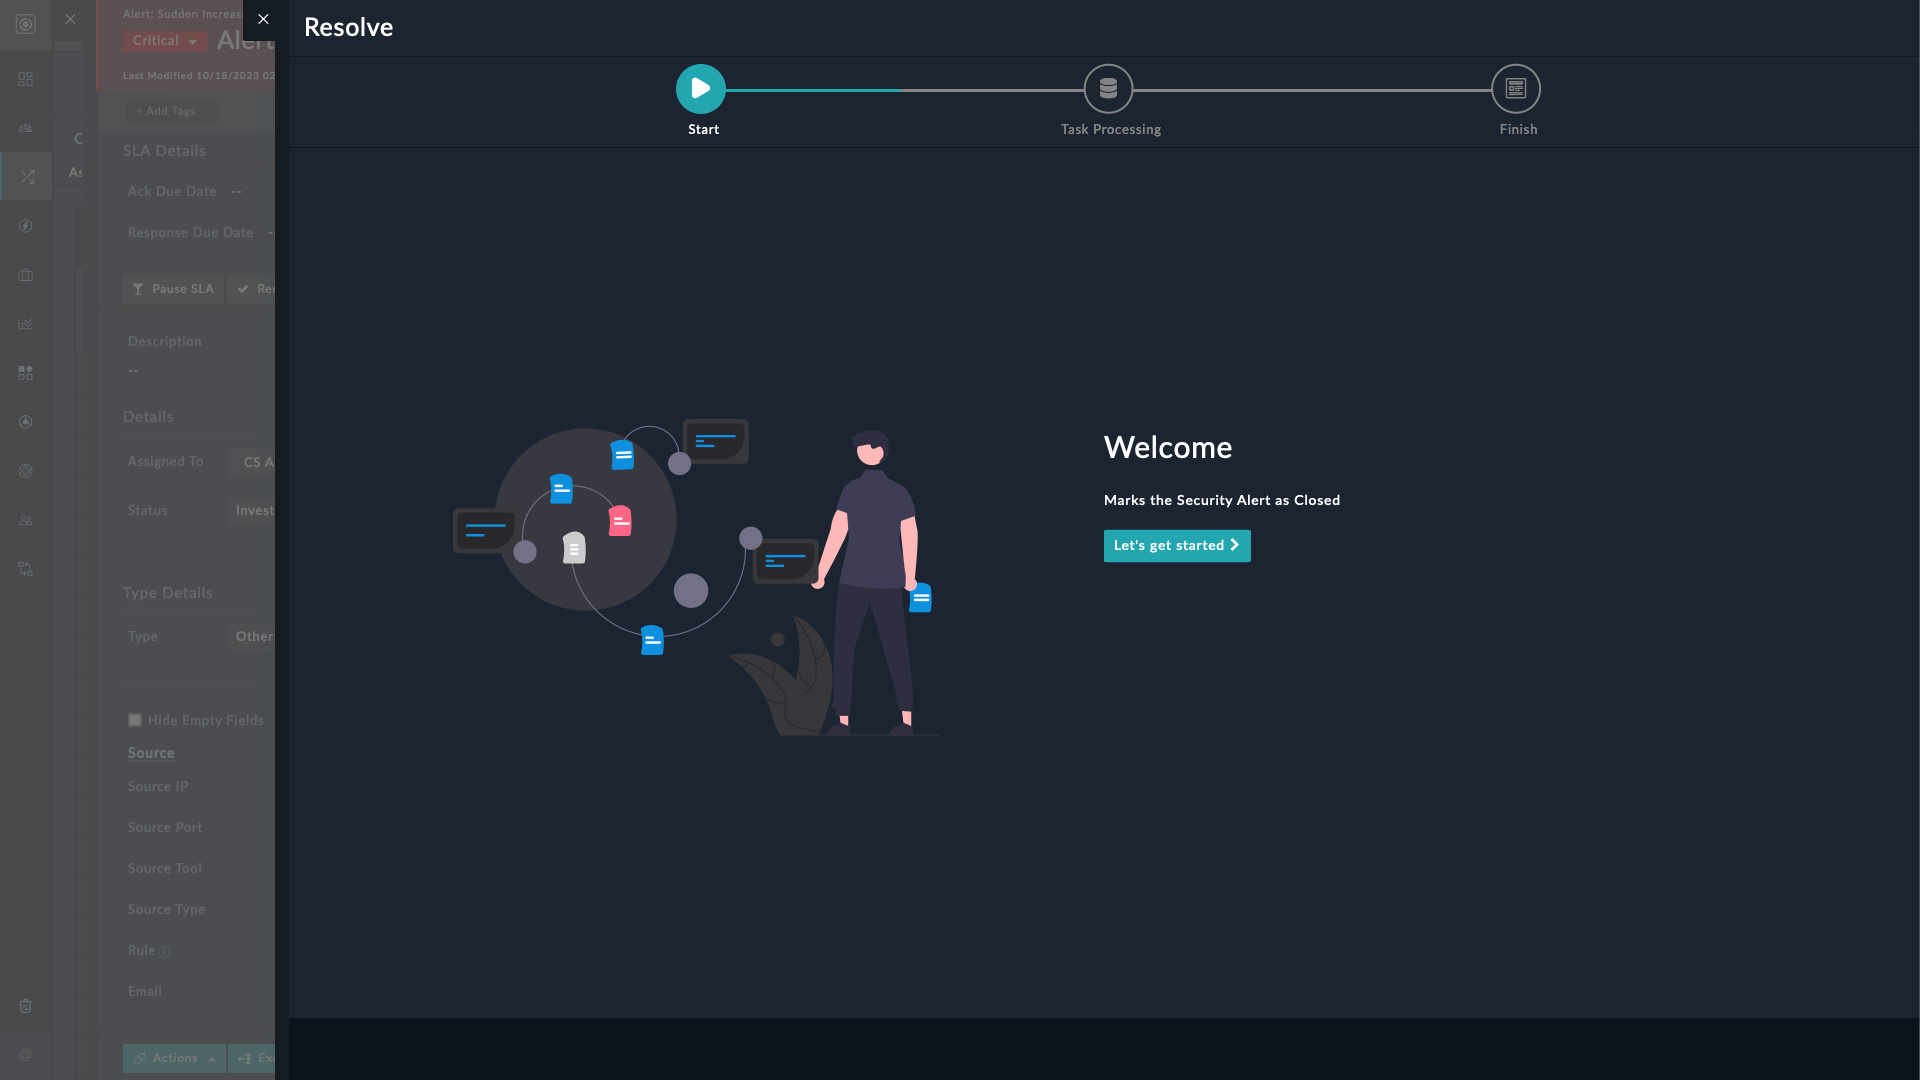 Alert: Sudden Increas
Critical
Alert
Last Modified 10/18/2023 02
+ Add Tags
SLA Details
Ack Due Date --
Response Due Date --
Pause SLA
Res
Description
--
Details
Assigned To
CS A
Status
Invest
Type Details
Type
Other
Hide Empty Fields
Source
Source IP
Source Port
Source Tool
Source Type
Rule
Email
Actions
Exe
C
As
Resolve
Start
Task Processing
Finish
Welcome
Marks the Security Alert as Closed
Let's get started